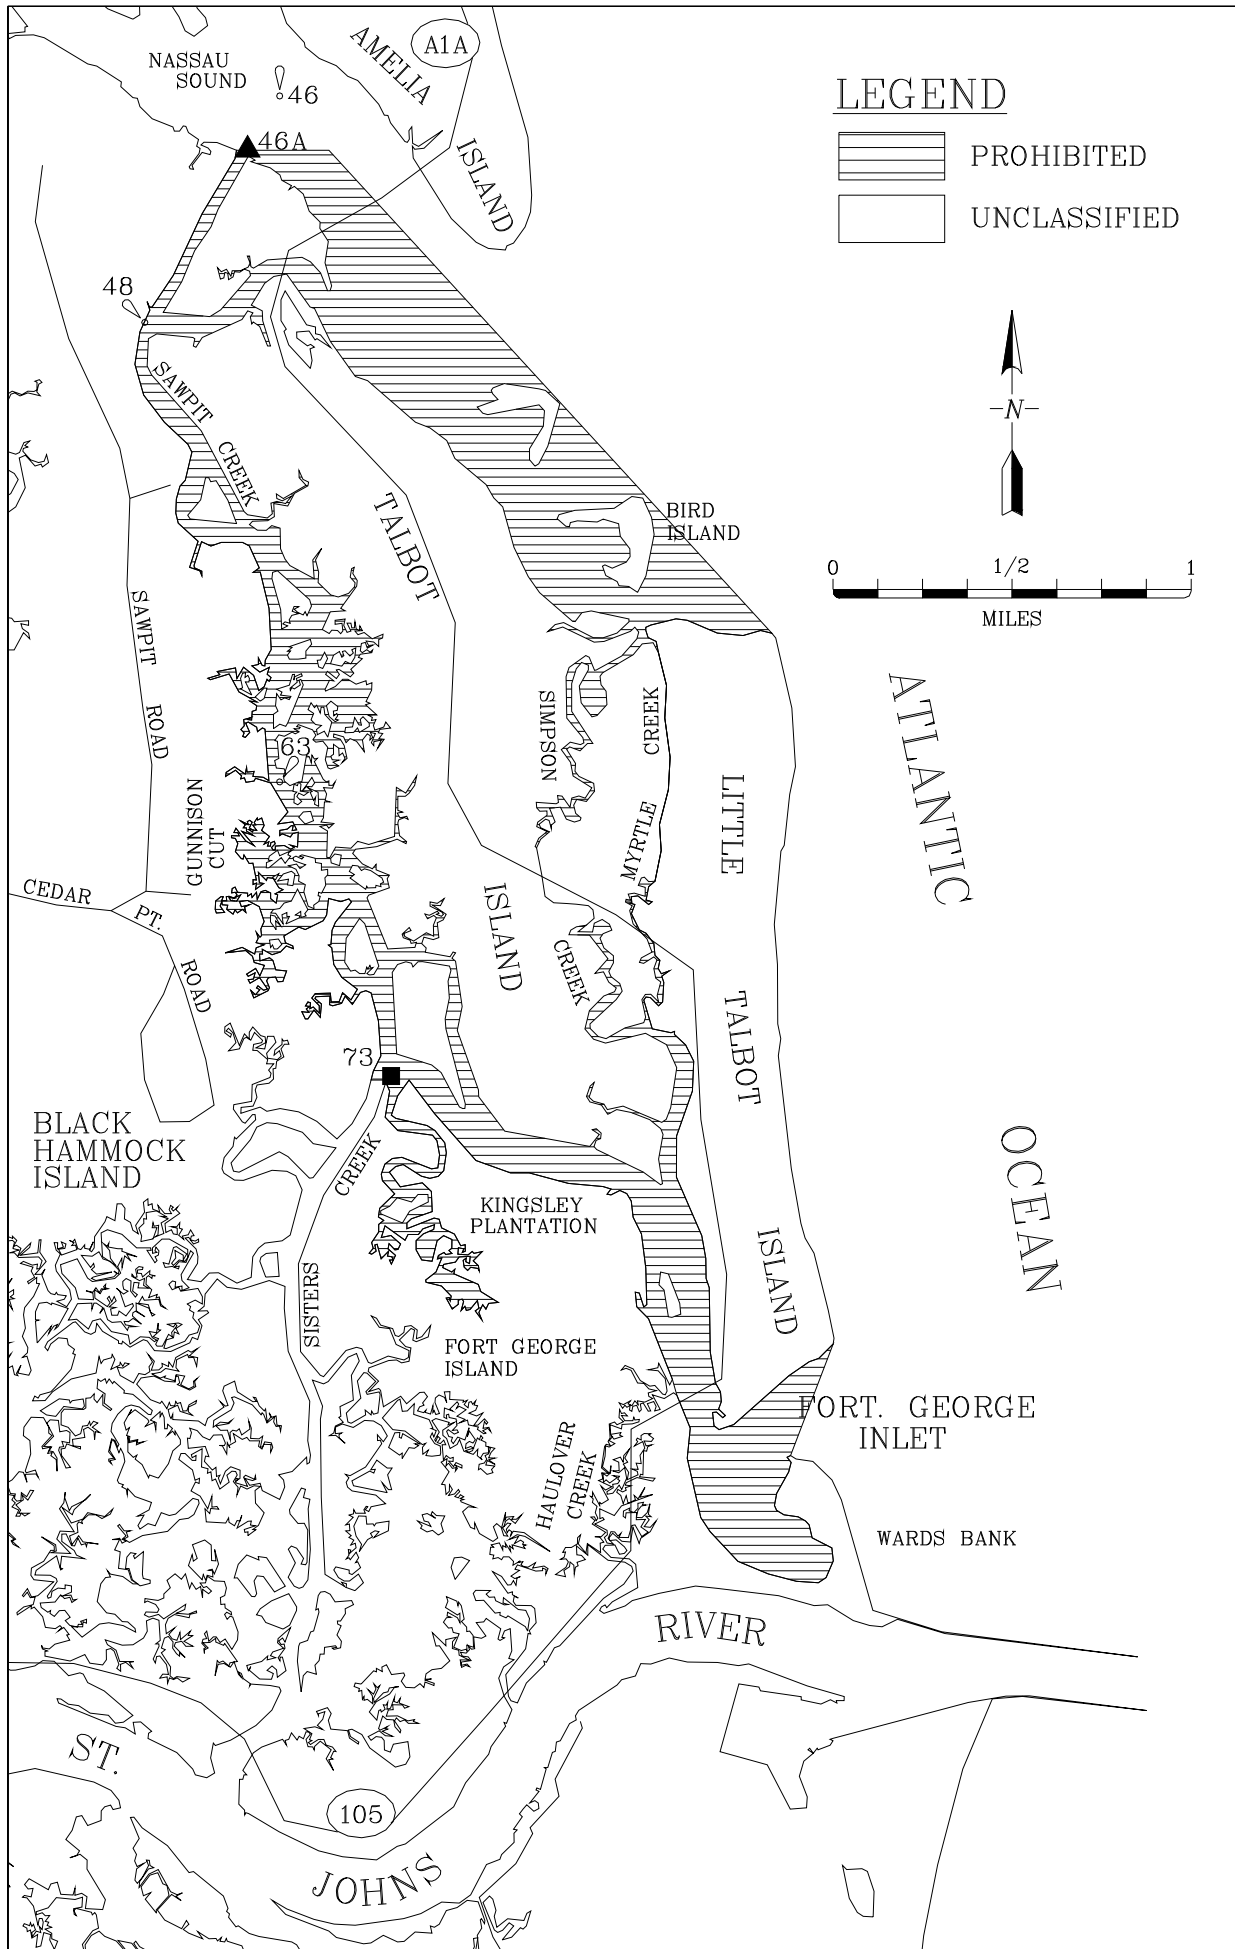 NASSAU
SOUND
46
AMELIA
A1A
ISLAND
46A
LEGEND
PROHIBITED
UNCLASSIFIED
48
SAWPIT
CREEK
-N-
0
1/2
1
MILES
TALBOT
BIRD
ISLAND
SAWPIT
ROAD
63
GUNNISON
CUT
SIMPSON
CREEK
MYRTLE
CREEK
LITTLE
ATLANTIC
CEDAR
PT.
ROAD
ISLAND
TALBOT
73
BLACK
HAMMOCK
ISLAND
CREEK
SISTERS
KINGSLEY
PLANTATION
ISLAND
OCEAN
FORT GEORGE
ISLAND
FORT. GEORGE
INLET
HAULOVER
CREEK
WARDS BANK
RIVER
ST.
105
JOHNS